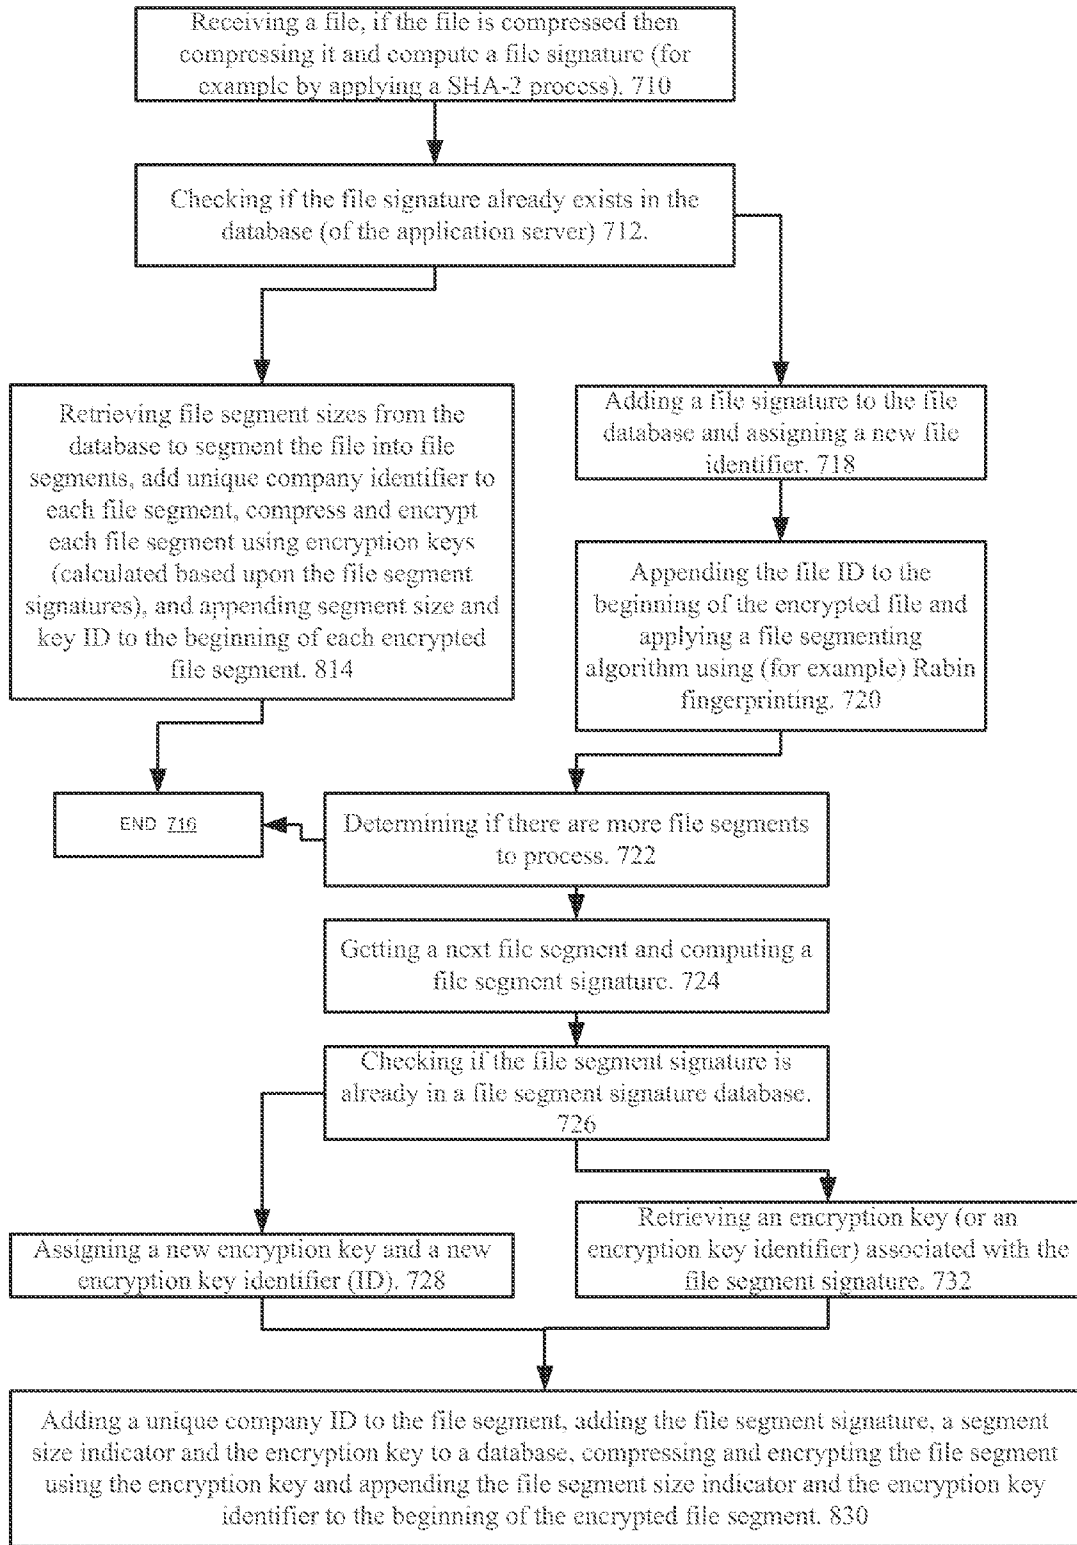 Receiving a file, if the file is compressed then
compressing it and compute a file signature (for
example by applying a SHA-2 process). 710
Checking if the file signature already exists in the
database (of the application server) 712.
Retrieving file segment sizes from the
database to segment the file into file
segments, add unique company identifier to
each file segment, compress and encrypt
each file segment using encryption keys
(calculated based upon the file segment
signatures), and appending segment size and
key ID to the beginning of each encrypted
file segment. 814
Adding a file signature to the file
database and assigning a new file
identifier. 718
Appending the file ID to the
beginning of the encrypted file and
applying a file segmenting
algorithm using (for example) Rabin
fingerprinting. 720
END 716
Determining if there are more file segments
to process. 722
Getting a next file segment and computing a
file segment signature. 724
Checking if the file segment signature is
already in a file segment signature database.
726
Assigning a new encryption key and a new
encryption key identifier (ID). 728
Retrieving an encryption key (or an
encryption key identifier) associated with the
file segment signature. 732
Adding a unique company ID to the file segment, adding the file segment signature, a segment
size indicator and the encryption key to a database, compressing and encrypting the file segment
using the encryption key and appending the file segment size indicator and the encryption key
identifier to the beginning of the encrypted file segment. 830